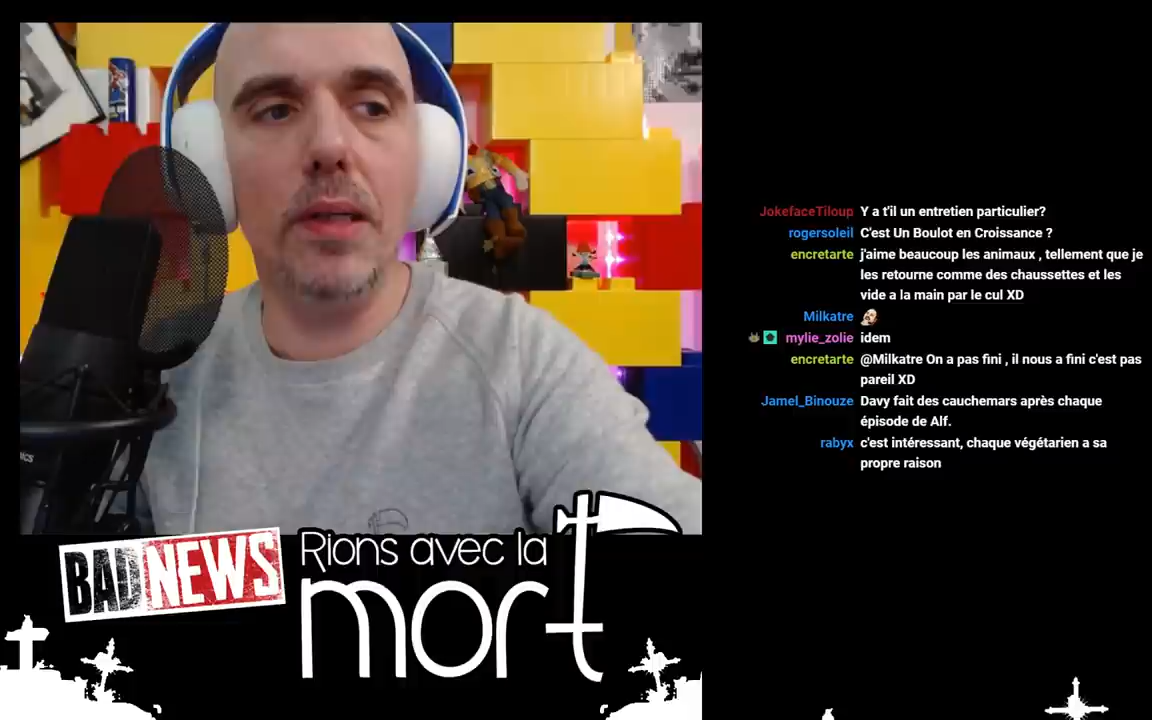 JokefaceTiloup Y a t'il un entretien particulier?
rogersoleil C'est Un Boulot en Croissance ?
encretarte j'aime beaucoup les animaux , tellement que je
les retourne comme des chaussettes et les
vide a la main par le cul XD
Milkatre
mylie_zolie idem
encretarte @Milkatre On a pas fini , il nous a fini c'est pas
pareil XD
Jamel_Binouze Davy fait des cauchemars après chaque
épisode de Alf.
rabyx c'est intéressant, chaque végétarien a sa
propre raison
BAD NEWS
Rions avec la
mort